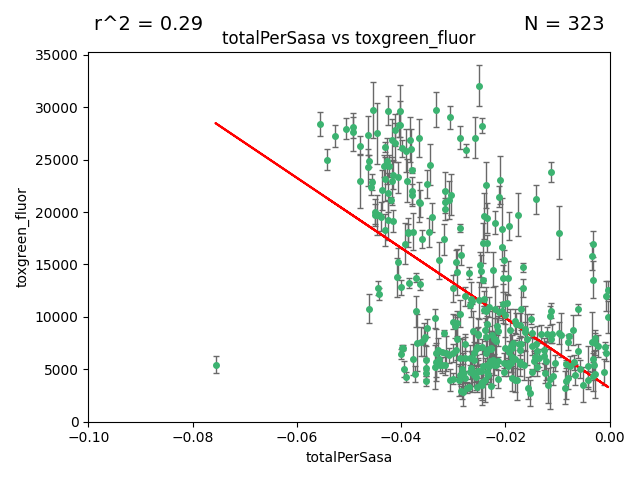 r^2 = 0.29
N = 323
totalPerSasa vs toxgreen_fluor
35000
30000
25000
20000
15000
10000
5000
0
toxgreen_fluor
−0.10
−0.08
−0.06
−0.04
−0.02
0.00
totalPerSasa